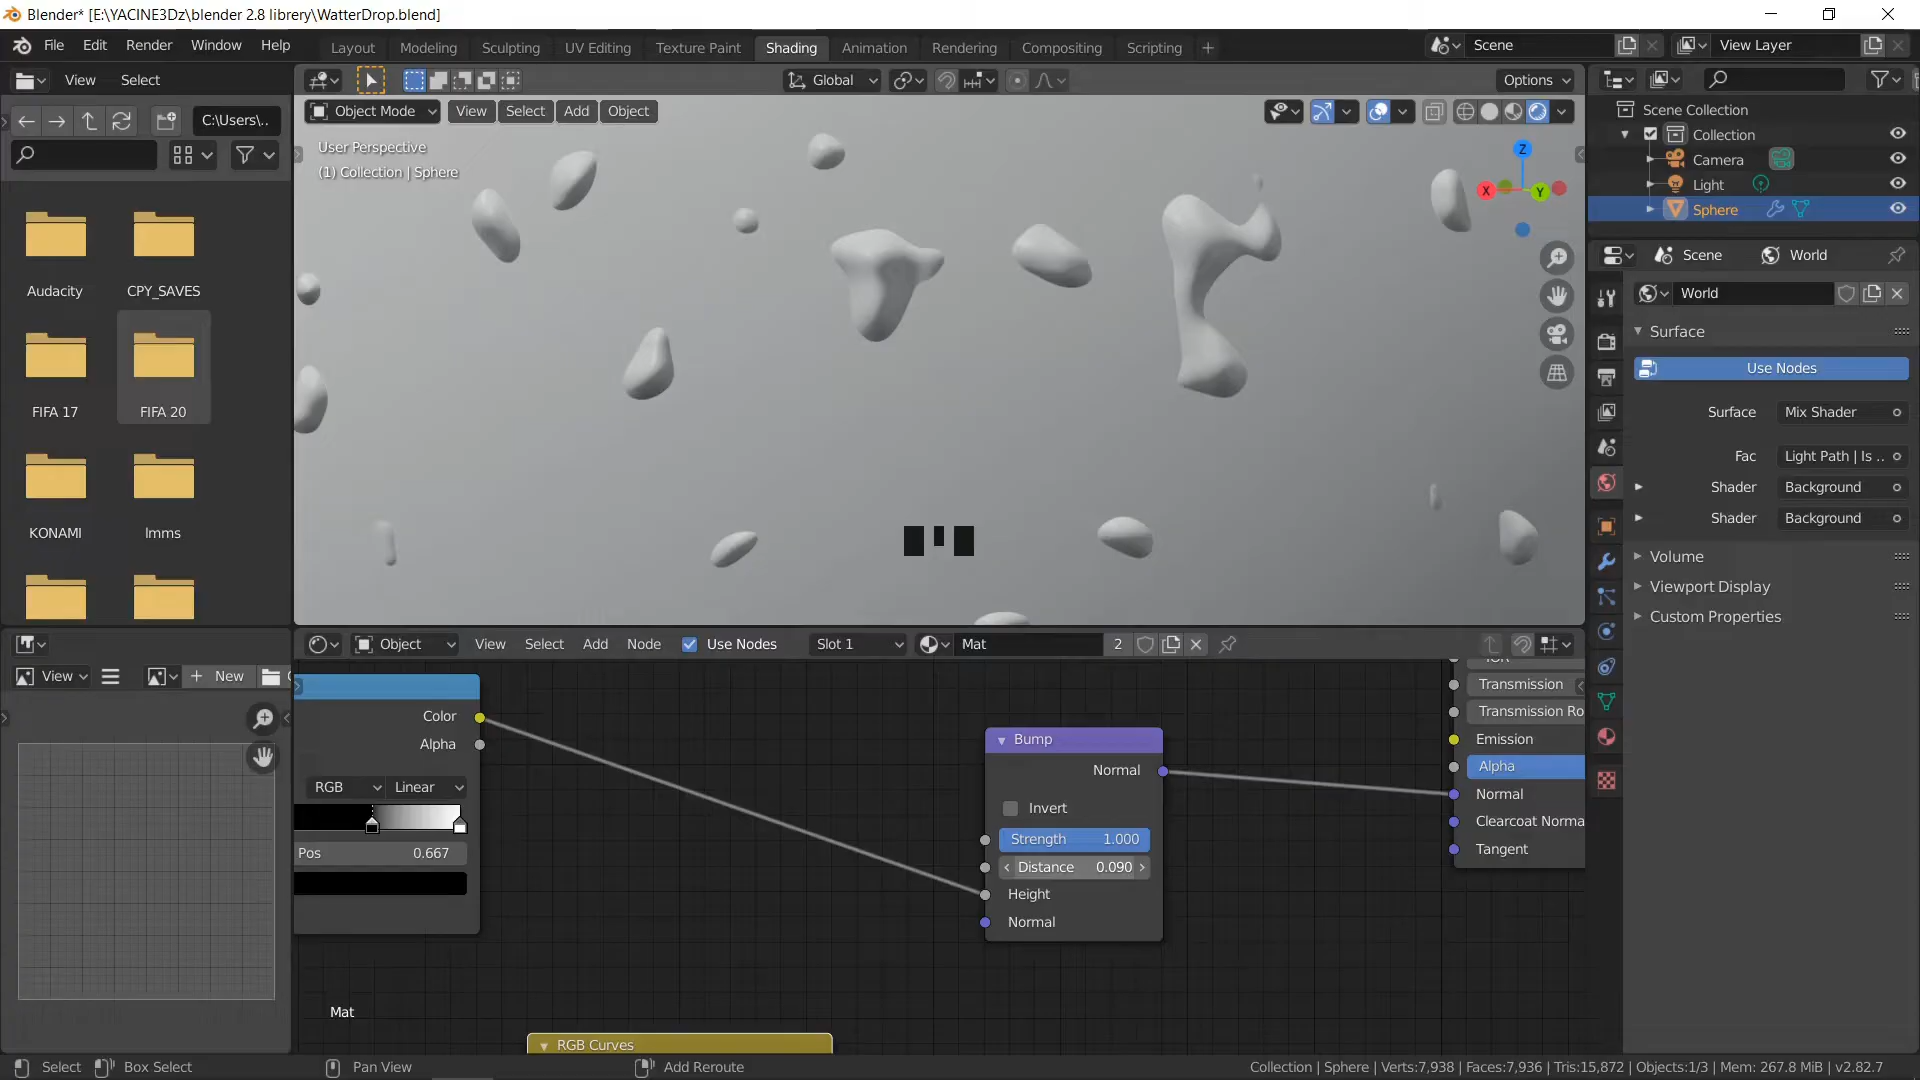 Blender* [E:\YACINE3Dz\blender 2.8 librery\WatterDrop.blend]
File Edit Render Window Help
Layout Modeling Sculpting UV Editing Texture Paint Shading Animation Rendering Compositing Scripting +
Scene
View Layer
View Select
Global
Options
C:\Users\..
Object Mode View Select Add Object
User Perspective
(1) Collection | Sphere
Z
X
Y
Scene Collection
Collection
Camera
Light
Sphere
Scene World
World
Surface
Use Nodes
Surface Mix Shader
Fac Light Path | Is ..
Shader Background
Shader Background
Volume
Viewport Display
Custom Properties
Audacity CPY_SAVES
FIFA 17 FIFA 20
KONAMI lmms
Object View Select Add Node Use Nodes Slot 1 Mat 2
View + New
Color
Alpha
RGB Linear
Pos 0.667
Bump
Normal
Invert
Strength 1.000
Distance 0.090
Height
Normal
Transmission
Transmission Ro
Emission
Alpha
Normal
Clearcoat Norma
Tangent
Mat
RGB Curves
Select Box Select Pan View Add Reroute
Collection | Sphere | Verts:7,938 | Faces:7,936 | Tris:15,872 | Objects:1/3 | Mem: 267.8 MiB | v2.82.7